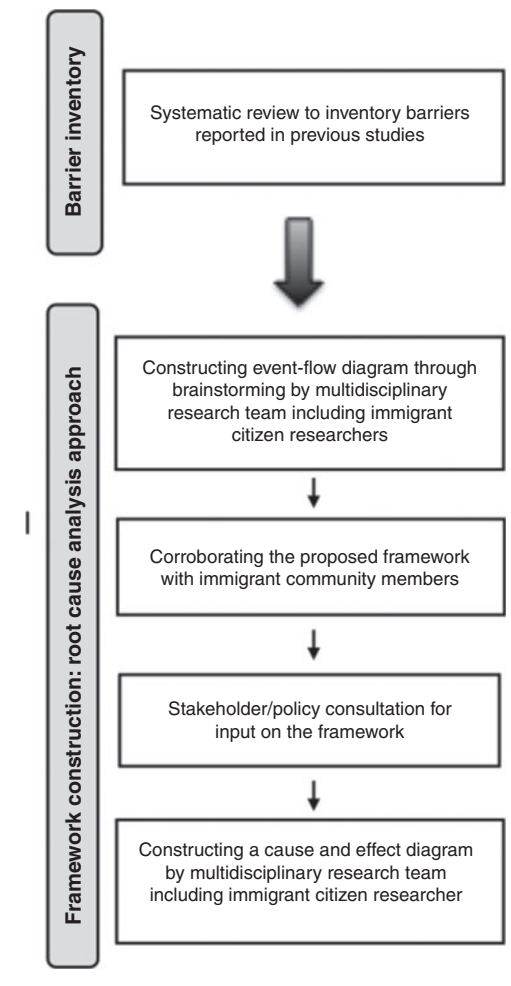 Barrier inventory
Systematic review to inventory barriers
reported in previous studies
Framework construction: root cause analysis approach
Constructing event-flow diagram through
brainstorming by multidisciplinary
research team including immigrant
citizen researchers
Corroborating the proposed framework
with immigrant community members
Stakeholder/policy consultation for
input on the framework
Constructing a cause and effect diagram
by multidisciplinary research team
including immigrant citizen researcher